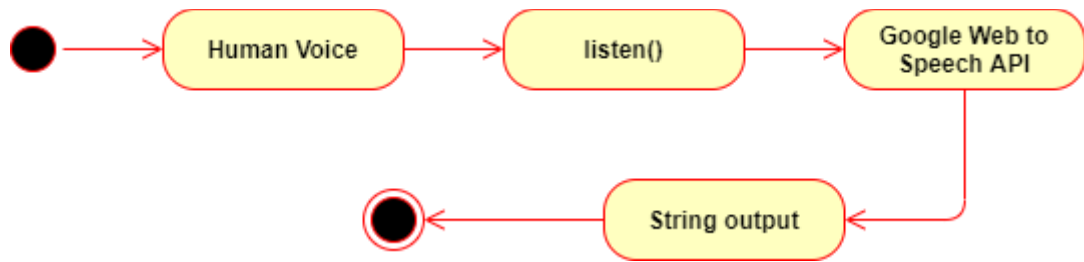 Human Voice
listen()
Google Web to
Speech API
String output